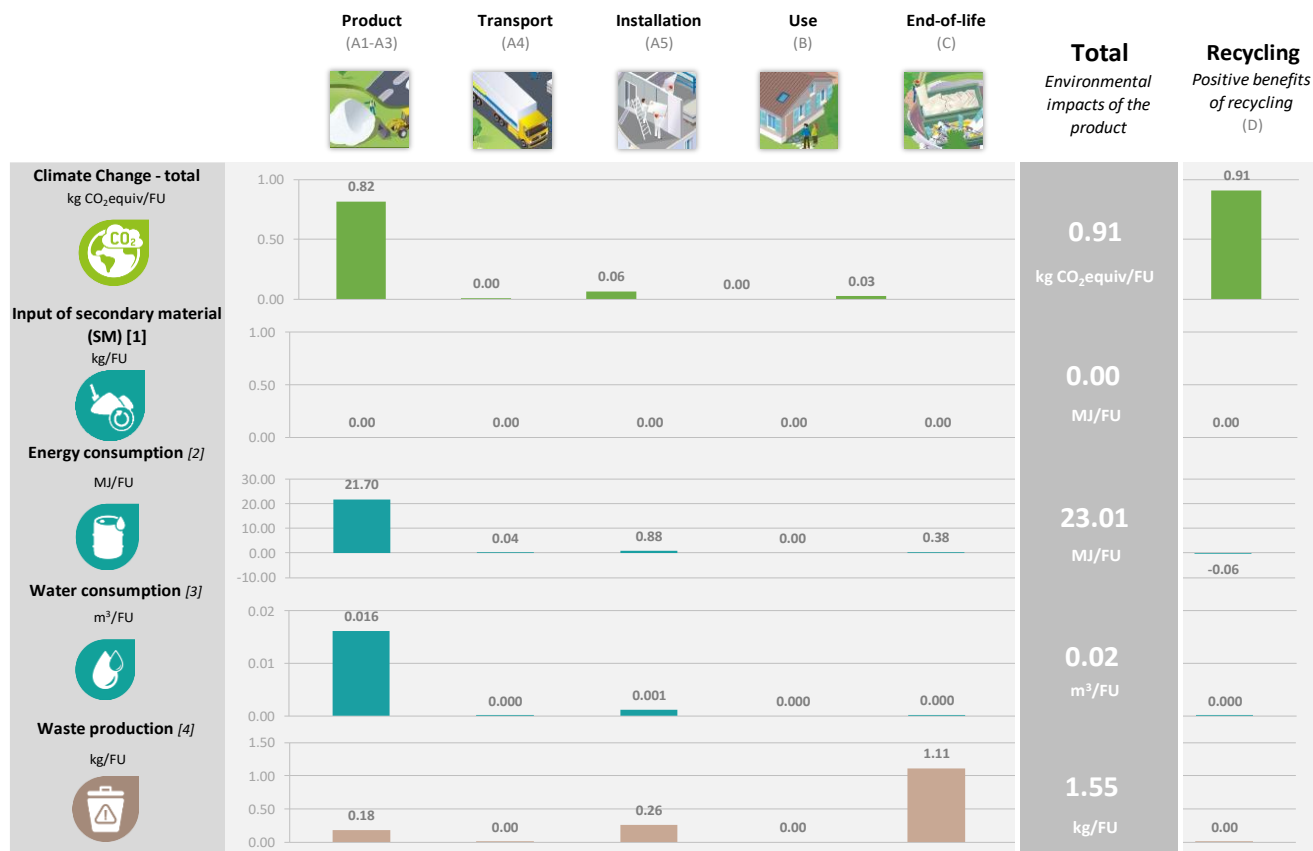 Product
(A1-A3)
Transport
(A4)
Installation
(A5)
Use
(B)
End-of-life
(C)
Total
Environmental
impacts of the
product
Recycling
Positive benefits
of recycling
(D)
Climate Change - total
kg CO₂equiv/FU
CO₂
1.00
0.50
0.00
0.82
0.00
0.06
0.00
0.03
0.91
kg CO₂equiv/FU
0.91
Input of secondary material
(SM) [1]
kg/FU
1.00
0.50
0.00
0.00
0.00
0.00
0.00
0.00
0.00
MJ/FU
0.00
Energy consumption [2]
MJ/FU
30.00
20.00
10.00
0.00
-10.00
21.70
0.04
0.88
0.00
0.38
23.01
MJ/FU
-0.06
Water consumption [3]
m³/FU
0.02
0.01
0.00
0.016
0.000
0.001
0.000
0.000
0.02
m³/FU
0.000
Waste production [4]
kg/FU
1.50
1.00
0.50
0.00
0.18
0.00
0.26
0.00
1.11
1.55
kg/FU
0.00